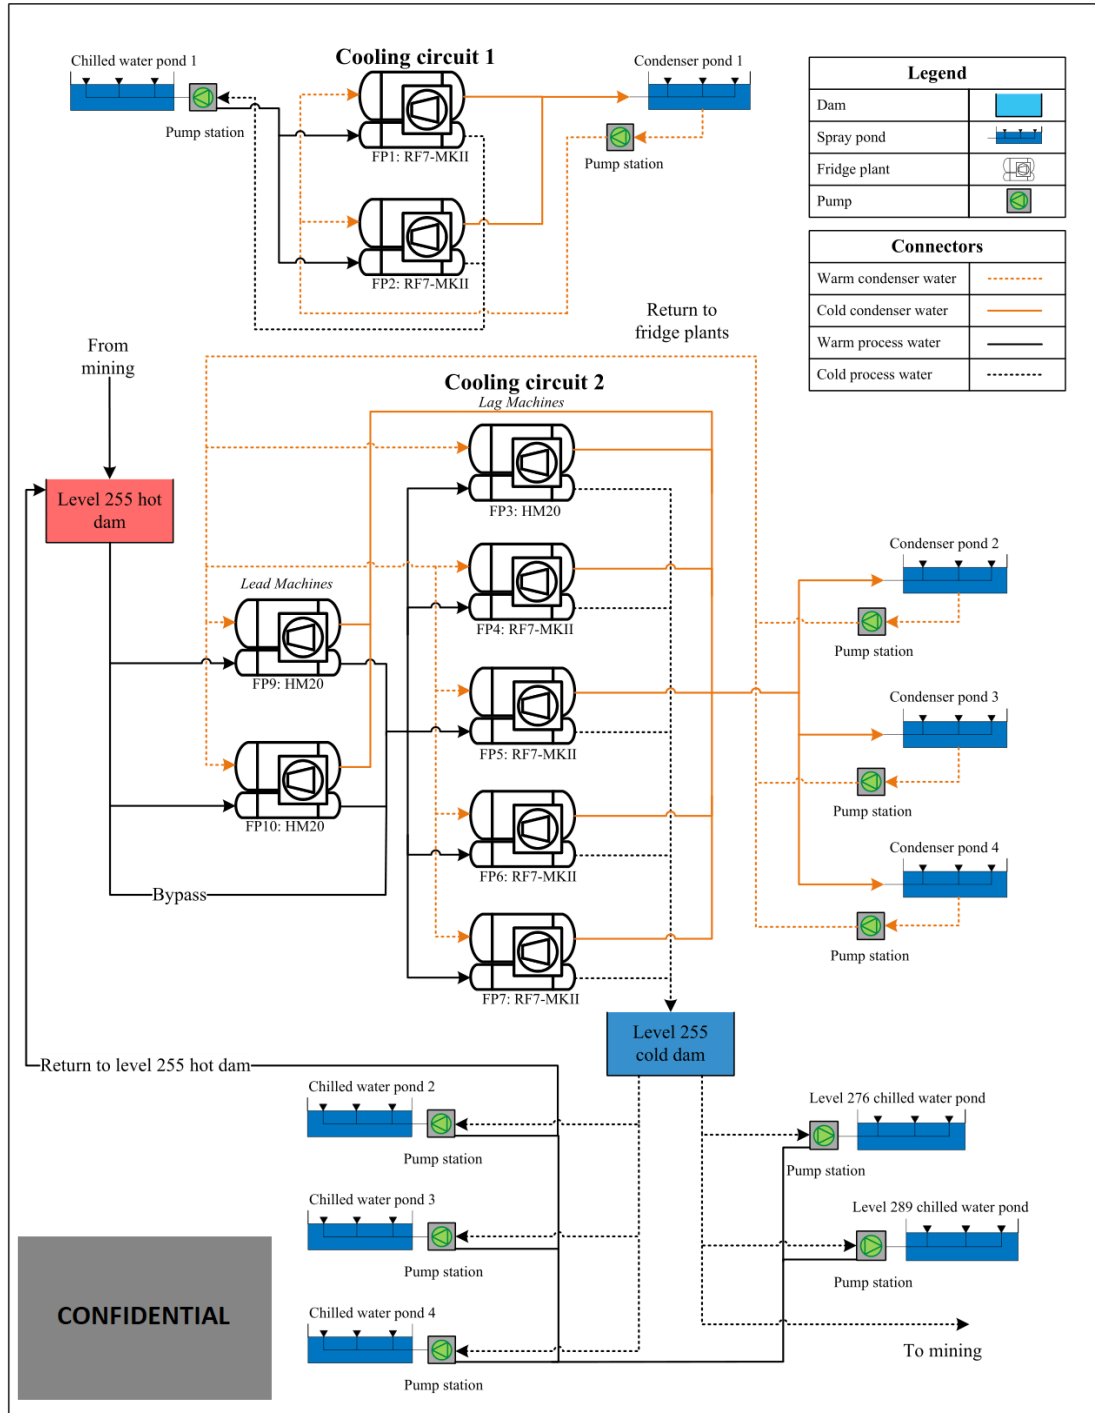 Cooling circuit 1
Chilled water pond 1
Pump station
FP1: RF7-MKII
FP2: RF7-MKII
Condenser pond 1
Pump station
Legend
Dam
Spray pond
Fridge plant
Pump
Connectors
Warm condenser water
Cold condenser water
Warm process water
Cold process water
Return to
fridge plants
From
mining
Cooling circuit 2
Lag Machines
Level 255 hot
dam
FP3: HM20
Lead Machines
FP4: RF7-MKII
FP9: HM20
FP5: RF7-MKII
FP10: HM20
FP6: RF7-MKII
Bypass
FP7: RF7-MKII
Condenser pond 2
Pump station
Condenser pond 3
Pump station
Condenser pond 4
Pump station
Level 255
cold dam
Return to level 255 hot dam
Chilled water pond 2
Pump station
Chilled water pond 3
Pump station
Chilled water pond 4
Pump station
Level 276 chilled water pond
Pump station
Level 289 chilled water pond
Pump station
To mining
CONFIDENTIAL